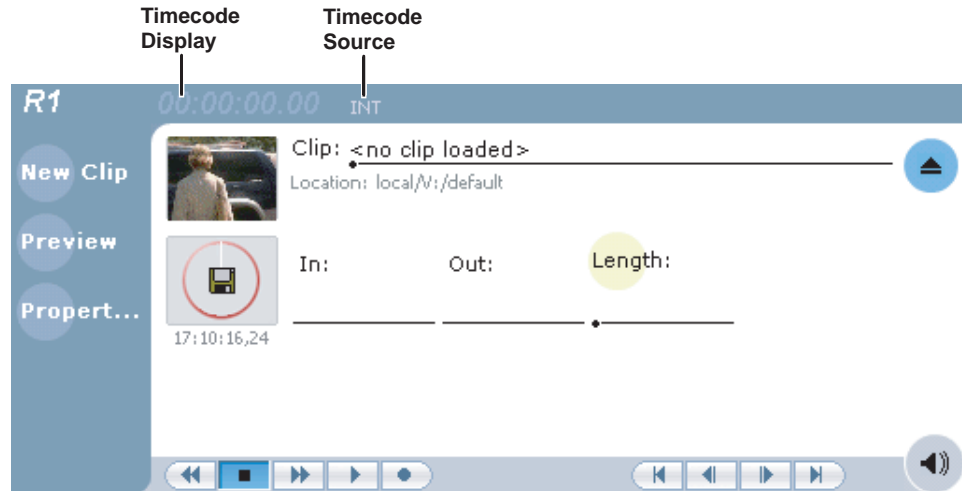 Timecode Display
Timecode Source
R1
00:00:00.00 INT
New Clip
Preview
Propert...
Clip: <no clip loaded>
Location: local/V:/default
In:
Out:
Length:
17:10:16,24